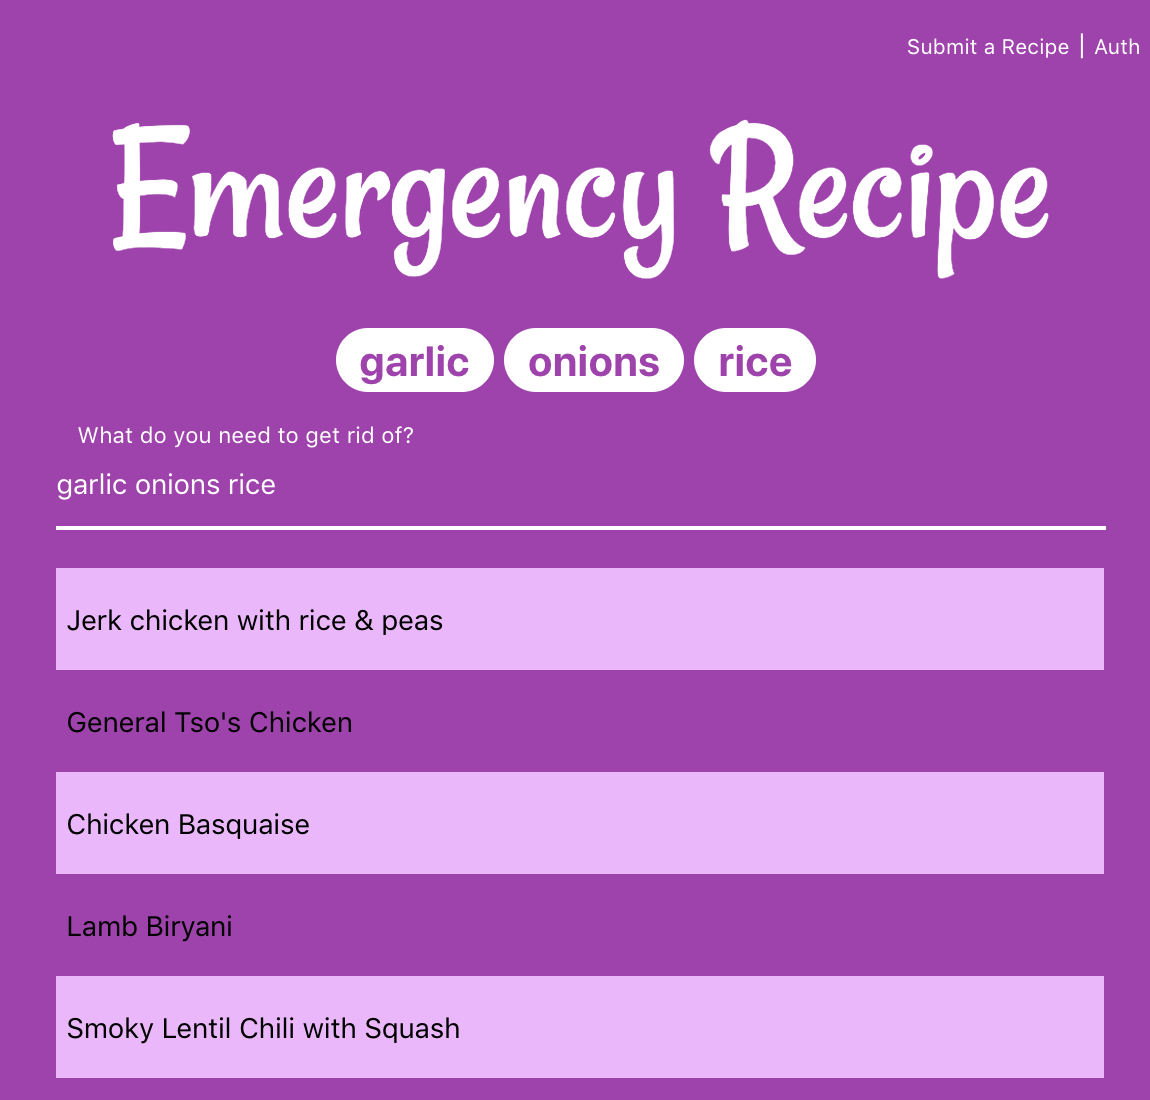 Submit a Recipe | Auth
Emergency Recipe
garlic onions rice
What do you need to get rid of?
garlic onions rice
Jerk chicken with rice & peas
General Tso's Chicken
Chicken Basquaise
Lamb Biryani
Smoky Lentil Chili with Squash